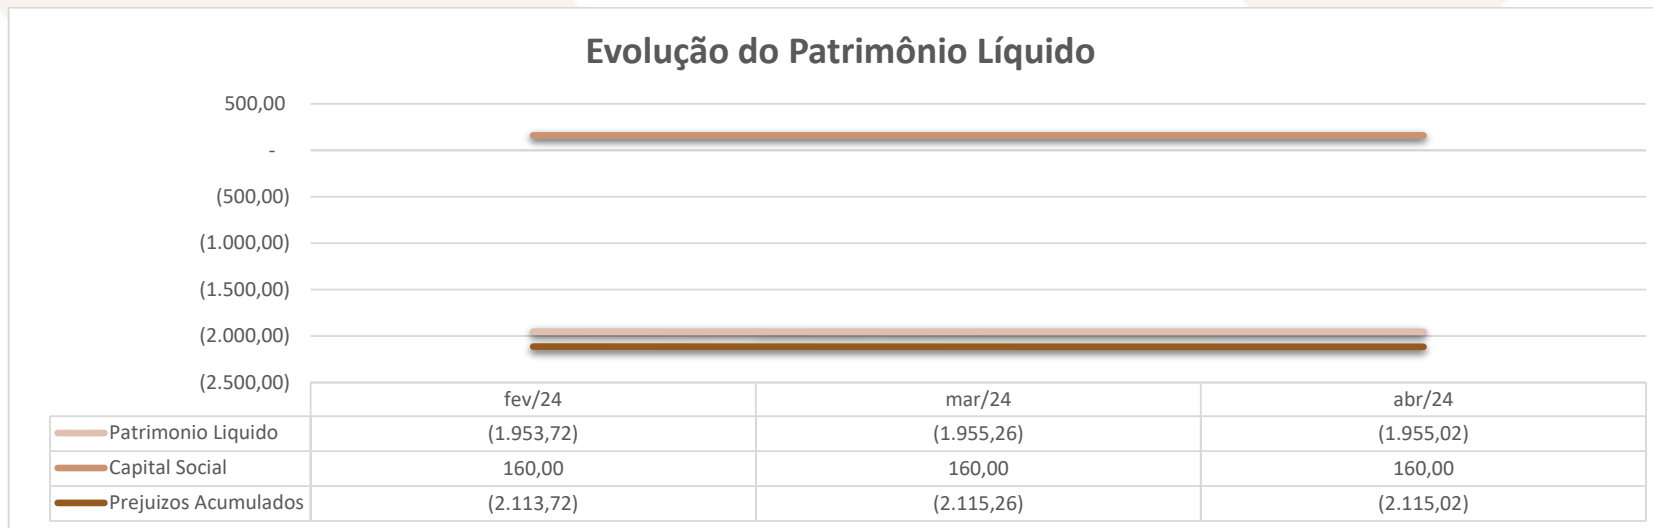 Evolução do Patrimônio Líquido
500,00
-
(500,00)
(1.000,00)
(1.500,00)
(2.000,00)
(2.500,00)
fev/24 mar/24 abr/24
Patrimonio Liquido (1.953,72) (1.955,26) (1.955,02)
Capital Social 160,00 160,00 160,00
Prejuizos Acumulados (2.113,72) (2.115,26) (2.115,02)